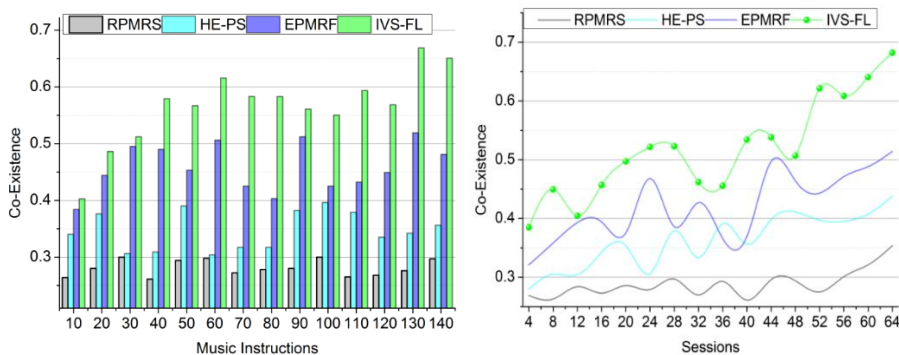 RPMRS HE-PS EPMRF IVS-FL
0.7
0.6
0.5
0.4
0.3
Co-Existence
10 20 30 40 50 60 70 80 90 100 110 120 130 140
Music Instructions
RPMRS HE-PS EPMRF IVS-FL
0.7
0.6
0.5
0.4
0.3
Co-Existence
4 8 12 16 20 24 28 32 36 40 44 48 52 56 60 64
Sessions